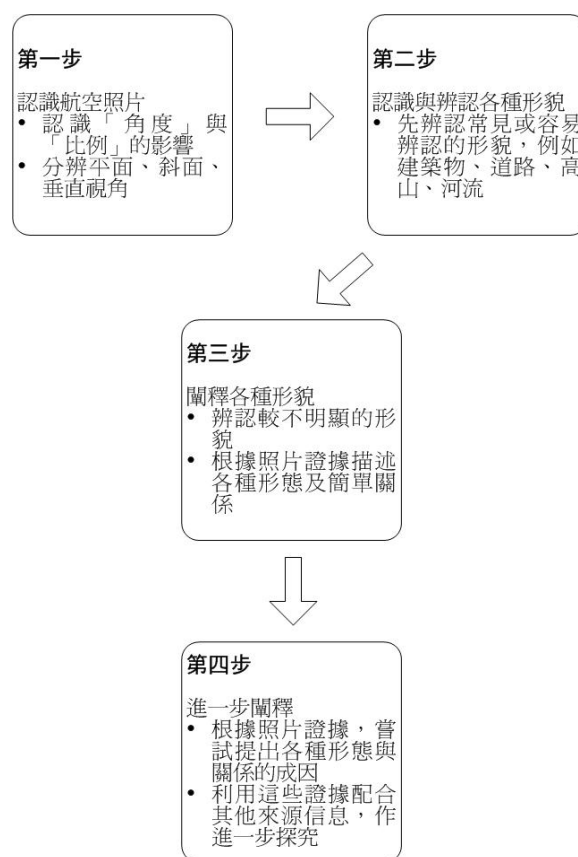 第一步
認識航空照片
• 認識「角度」與
「比例」的影響
• 分辨平面、斜面、
垂直視角
第二步
認識與辨認各種形貌
• 先辨認常見或容易
辨認的形貌，例如
建築物、道路、高
山、河流
第三步
闡釋各種形貌
• 辨認較不明顯的形
貌
• 根據照片證據描述
各種形態及簡單關
係
第四步
進一步闡釋
• 根據照片證據，嘗
試提出各種形態與
關係的成因
• 利用這些證據配合
其他來源信息，作
進一步探究